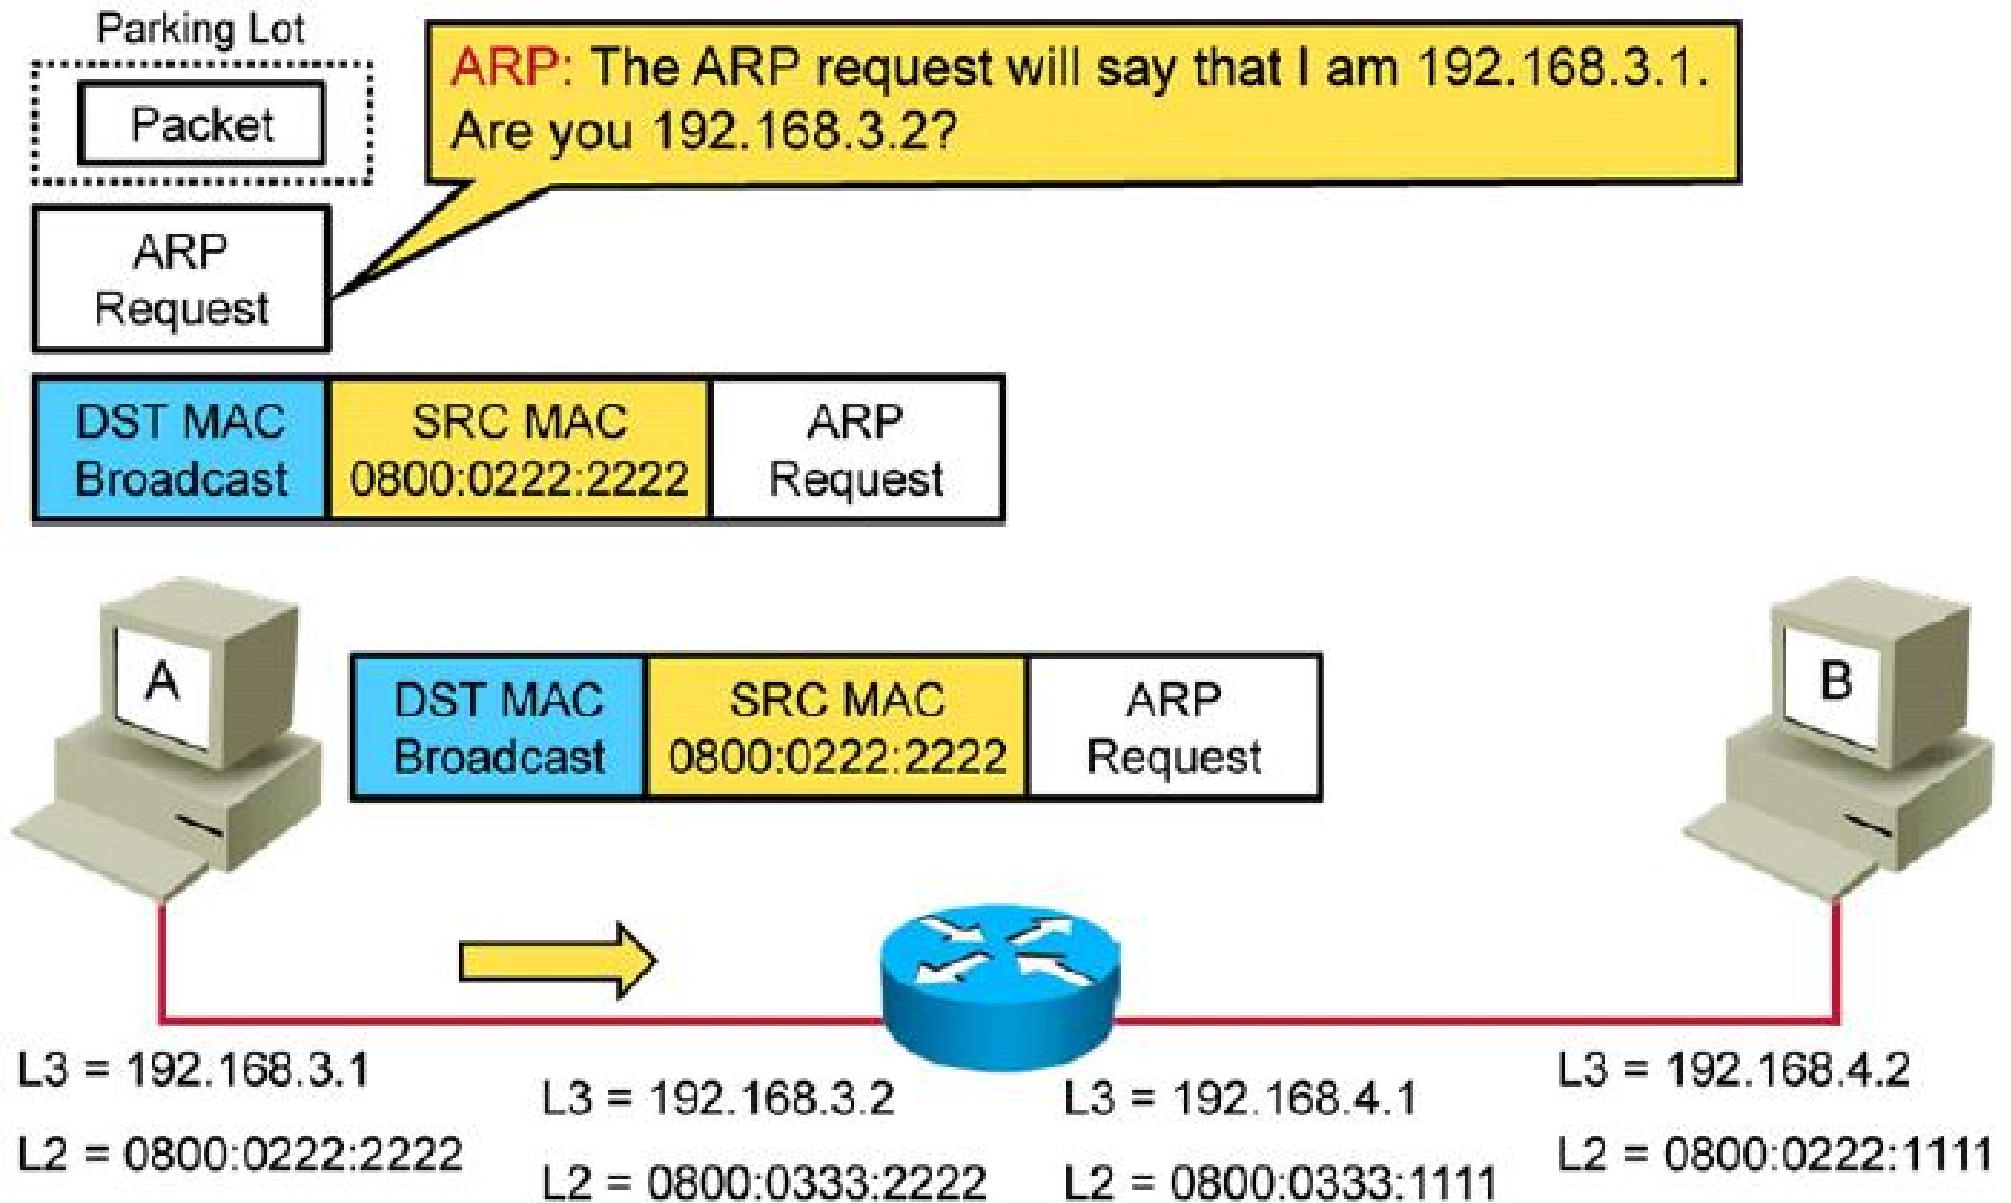 Parking Lot
Packet
ARP: The ARP request will say that I am 192.168.3.1.
Are you 192.168.3.2?
ARP
Request
DST MAC
Broadcast
SRC MAC
0800:0222:2222
ARP
Request
A
DST MAC
Broadcast
SRC MAC
0800:0222:2222
ARP
Request
B
L3 = 192.168.3.1
L2 = 0800:0222:2222
L3 = 192.168.3.2
L2 = 0800:0333:2222
L3 = 192.168.4.1
L2 = 0800:0333:1111
L3 = 192.168.4.2
L2 = 0800:0222:1111